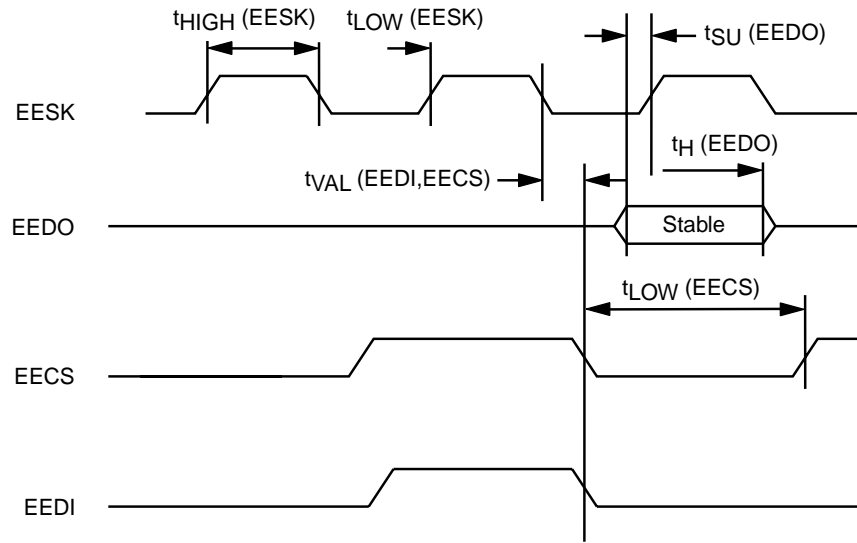 tHIGH (EESK)
tLOW (EESK)
tSU (EEDO)
EESK
tH (EEDO)
tVAL (EEDI,EECS)
EEDO
Stable
tLOW (EECS)
EECS
EEDI